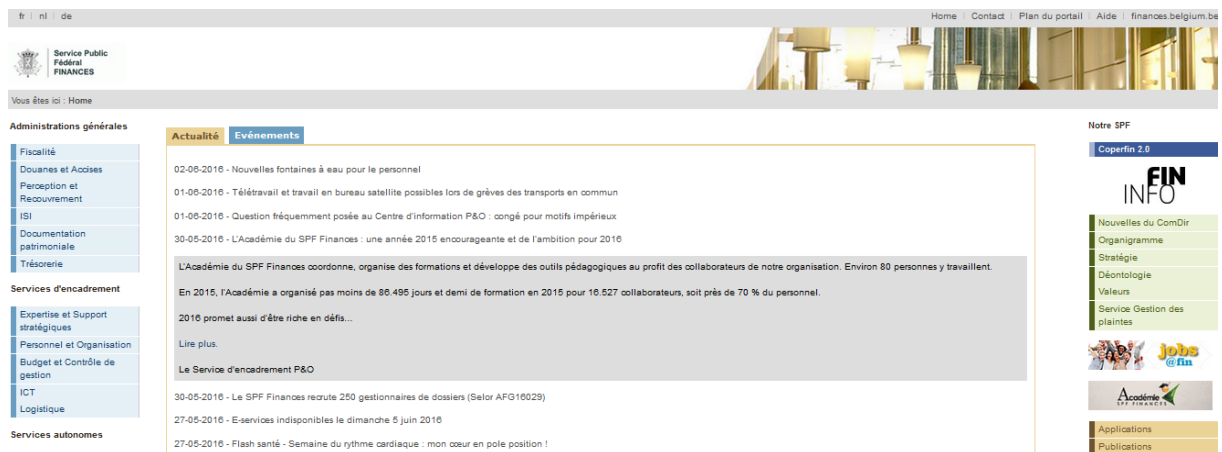 fr | nl | de
Home | Contact | Plan du portail | Aide | finances.belgium.be
Service Public
Fédéral
FINANCES
Vous êtes ici : Home
Administrations générales
Fiscalité
Douanes et Accises
Perception et
Recouvrement
ISI
Documentation
patrimoniale
Trésorerie
Services d'encadrement
Expertise et Support
stratégiques
Personnel et Organisation
Budget et Contrôle de
gestion
ICT
Logistique
Services autonomes
Actualité
Evénements
02-06-2016 - Nouvelles fontaines à eau pour le personnel
01-06-2016 - Télétravail et travail en bureau satellite possibles lors de grèves des transports en commun
01-06-2016 - Question fréquemment posée au Centre d'information P&O : congé pour motifs impérieux
30-05-2016 - L'Académie du SPF Finances : une année 2015 encourageante et de l'ambition pour 2016
L'Académie du SPF Finances coordonne, organise des formations et développe des outils pédagogiques au profit des collaborateurs de notre organisation. Environ 80 personnes y travaillent.
En 2015, l'Académie a organisé pas moins de 86.495 jours et demi de formation en 2015 pour 16.527 collaborateurs, soit près de 70 % du personnel.
2016 promet aussi d'être riche en défis...
Lire plus.
Le Service d'encadrement P&O
30-05-2016 - Le SPF Finances recrute 250 gestionnaires de dossiers (Selor AFG16029)
27-05-2016 - E-services indisponibles le dimanche 5 juin 2016
27-05-2016 - Flash santé - Semaine du rythme cardiaque : mon cœur en pole position !
Notre SPF
Coperfin 2.0
FIN
INFO
Nouvelles du ComDir
Organigramme
Stratégie
Déontologie
Valeurs
Service Gestion des
plaintes
jobs
@fin
Académie
SPF FINANCES
Applications
Publications